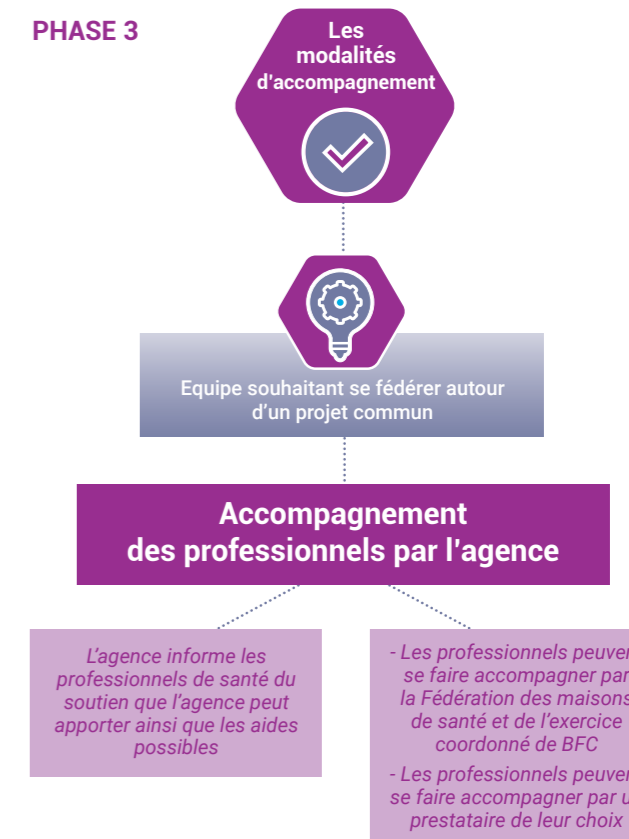 PHASE 3
Les
modalités
d'accompagnement
Equipe souhaitant se fédérer autour
d'un projet commun
Accompagnement
des professionnels par l'agence
L'agence informe les
professionnels de santé du
soutien que l'agence peut
apporter ainsi que les aides
possibles
- Les professionnels peuven
se faire accompagner par
la Fédération des maisons
de santé et de l'exercice
coordonné de BFC
- Les professionnels peuven
se faire accompagner par u
prestataire de leur choix